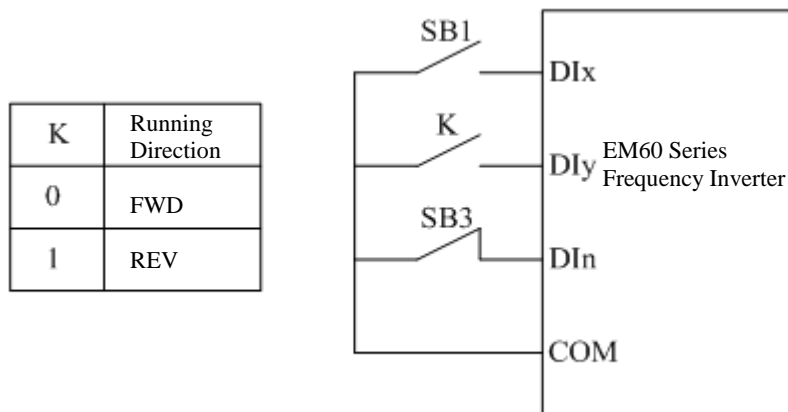 K Running Direction
0 FWD
1 REV
SB1
DIx
K
DIy EM60 Series
Frequency Inverter
SB3
DIn
COM